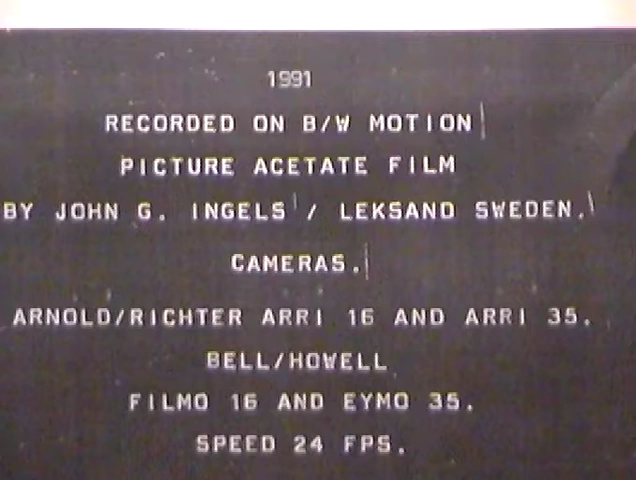 1991
RECORDED ON B/W MOTION
PICTURE ACETATE FILM
BY JOHN G. INGELS / LEKSAND SWEDEN.
CAMERAS.
ARNOLD/RICHTER ARRI 16 AND ARRI 35.
BELL/HOWELL
FILMO 16 AND EYMO 35.
SPEED 24 FPS.